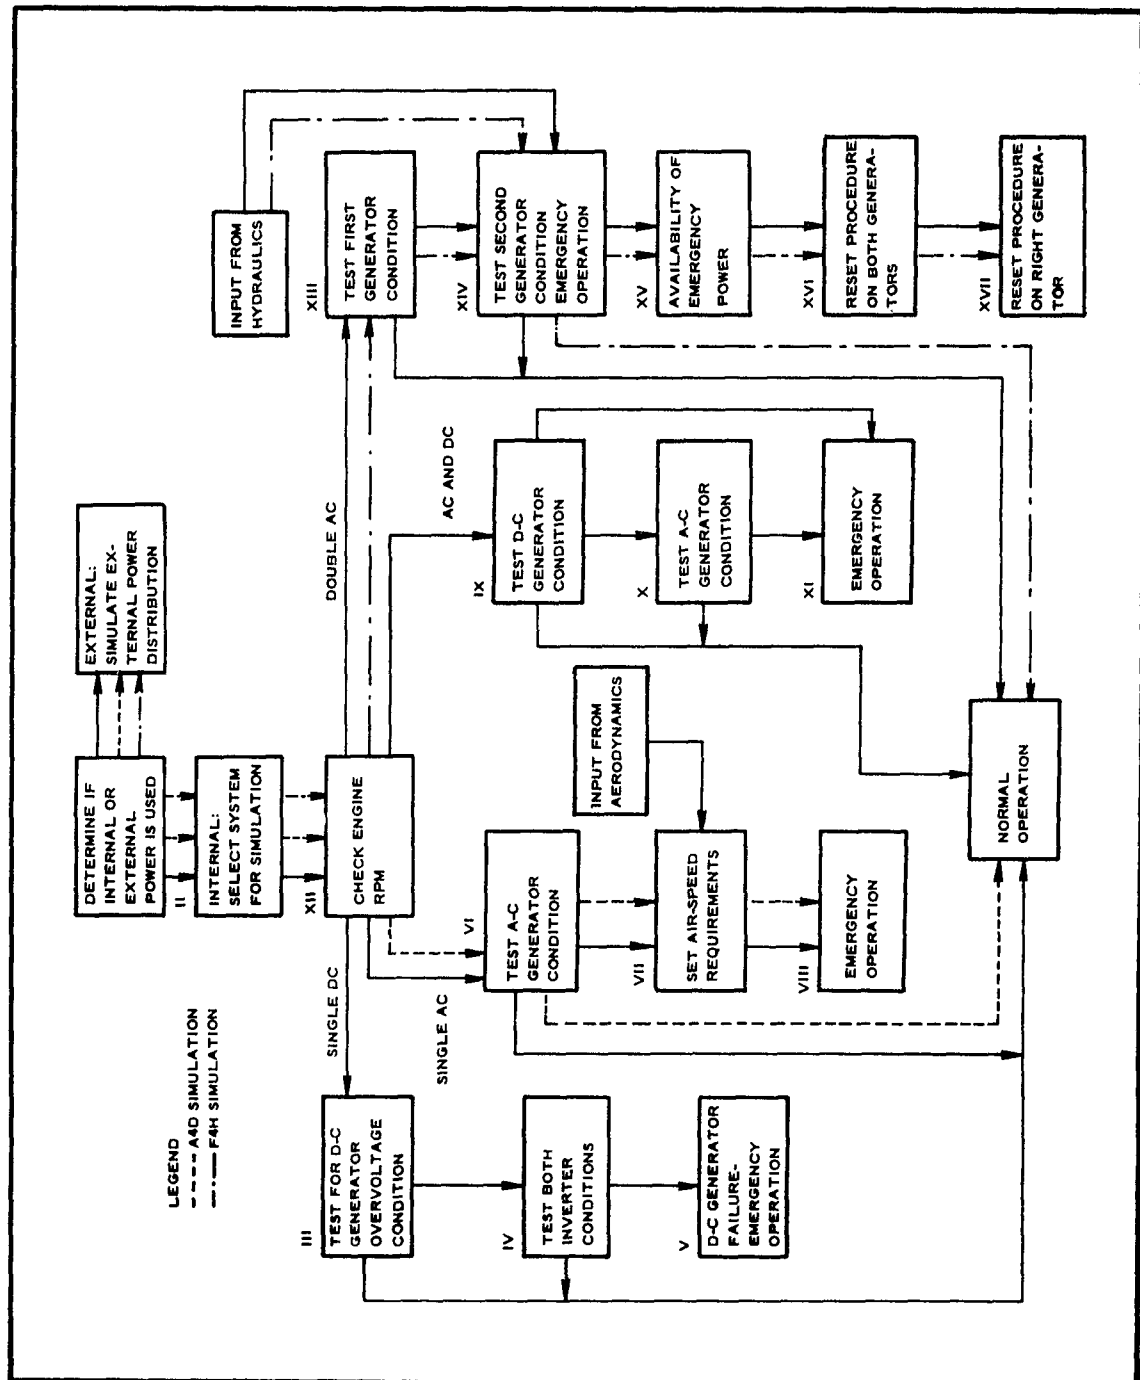 LEGEND
A4D SIMULATION
F4H SIMULATION
DETERMINE IF
INTERNAL OR
EXTERNAL
POWER IS USED
EXTERNAL:
SIMULATE EX-
TERNAL POWER
DISTRIBUTION
II
INTERNAL:
SELECT SYSTEM
FOR SIMULATION
XII
CHECK ENGINE
RPM
SINGLE DC
SINGLE AC
DOUBLE AC
AC AND DC
INPUT FROM
HYDRAULICS
III
TEST FOR D-C
GENERATOR
OVERVOLTAGE
CONDITION
IV
TEST BOTH
INVERTER
CONDITIONS
V
D-C GENERATOR
FAILURE-
EMERGENCY
OPERATION
VI
TEST A-C
GENERATOR
CONDITION
INPUT FROM
AERODYNAMICS
VII
SET AIR-SPEED
REQUIREMENTS
VIII
EMERGENCY
OPERATION
IX
TEST D-C
GENERATOR
CONDITION
X
TEST A-C
GENERATOR
CONDITION
XI
EMERGENCY
OPERATION
XIII
TEST FIRST
GENERATOR
CONDITION
XIV
TEST SECOND
GENERATOR
CONDITION
EMERGENCY
OPERATION
XV
AVAILABILITY OF
EMERGENCY
POWER
XVI
RESET PROCEDURE
ON BOTH GENERA-
TORS
XVII
RESET PROCEDURE
ON RIGHT GENERA-
TOR
NORMAL
OPERATION